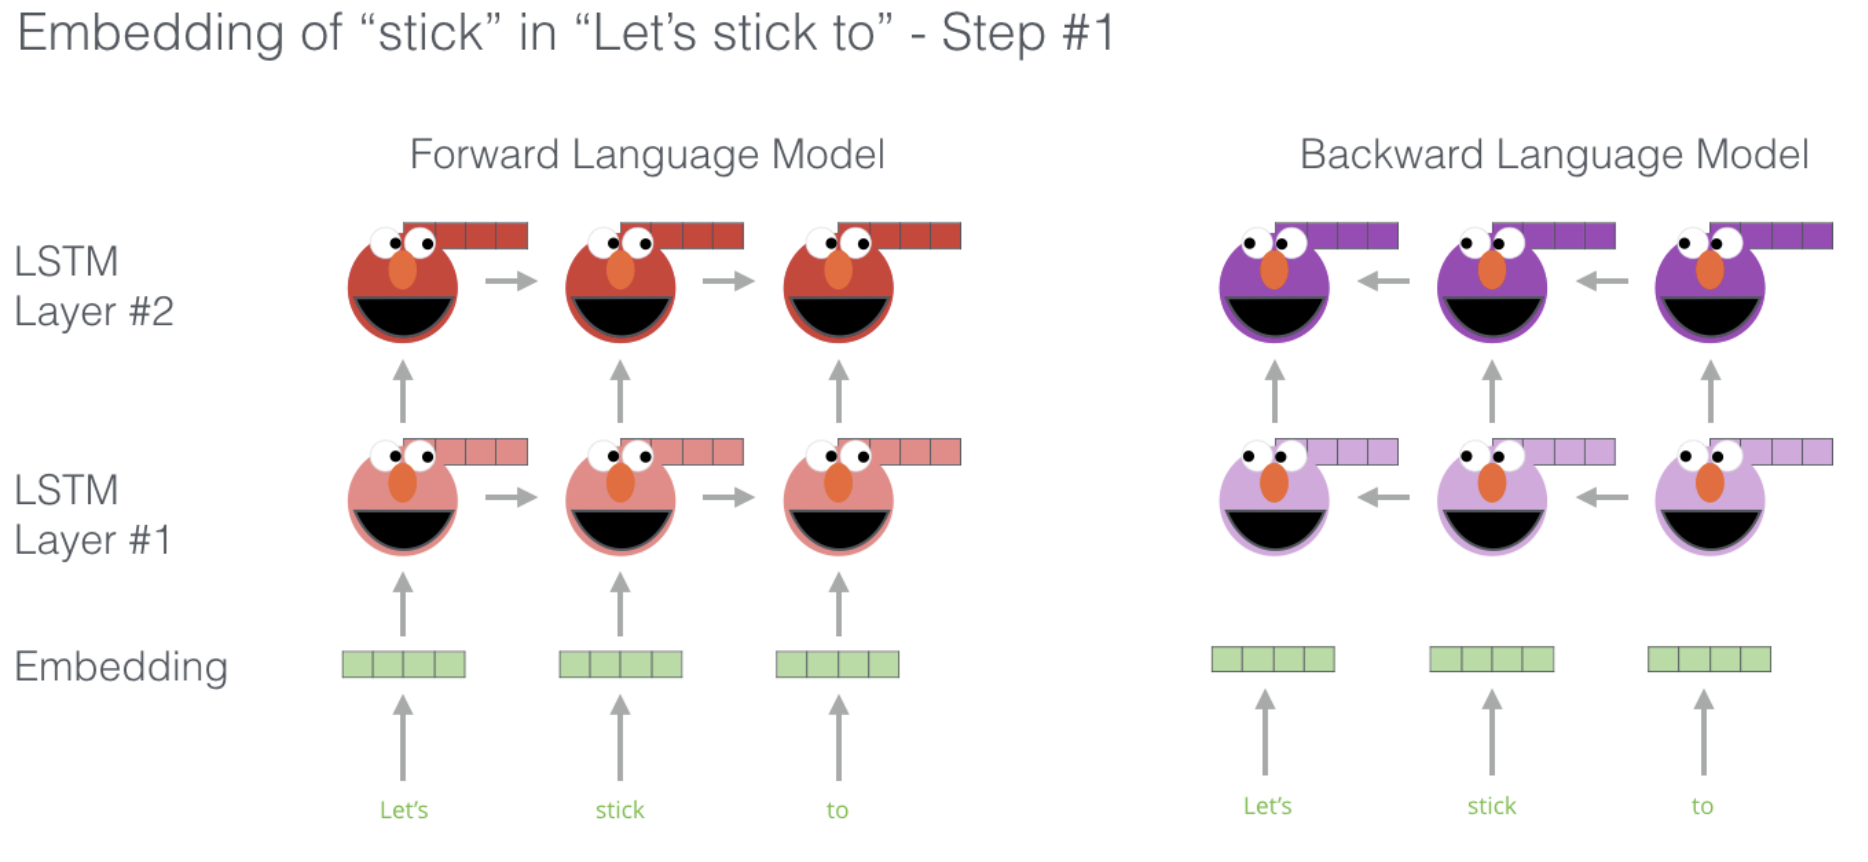 Embedding of “stick” in “Let’s stick to” - Step #1
Forward Language Model
Backward Language Model
LSTM
Layer #2
LSTM
Layer #1
Embedding
Let’s stick to
Let’s stick to